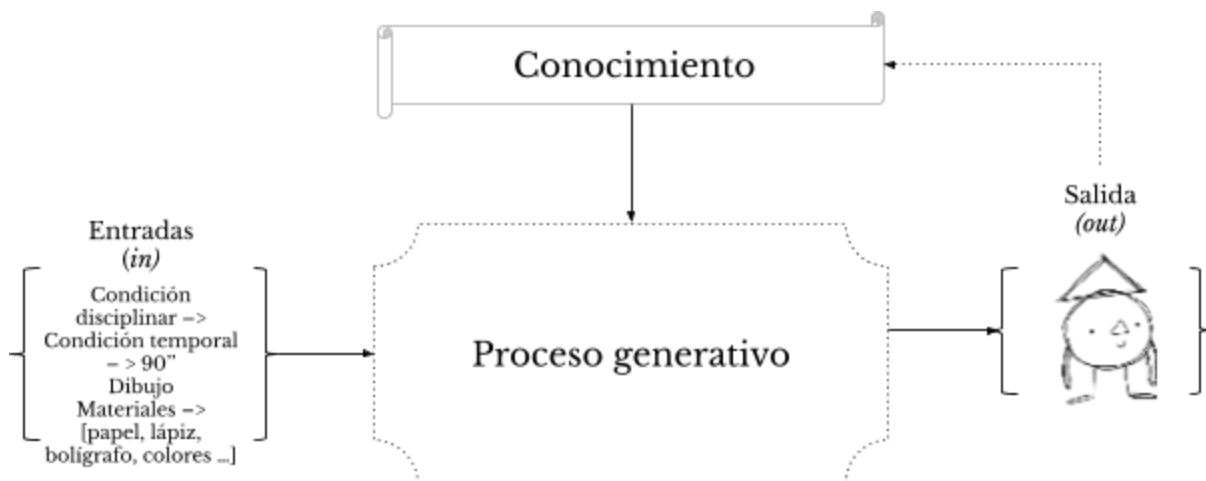 Conocimiento
Salida
(out)
Entradas
(in)
Condición
disciplinar –>
Condición temporal
– > 90”
Dibujo
Materiales –>
[papel, lápiz,
bolígrafo, colores ...]
Proceso generativo